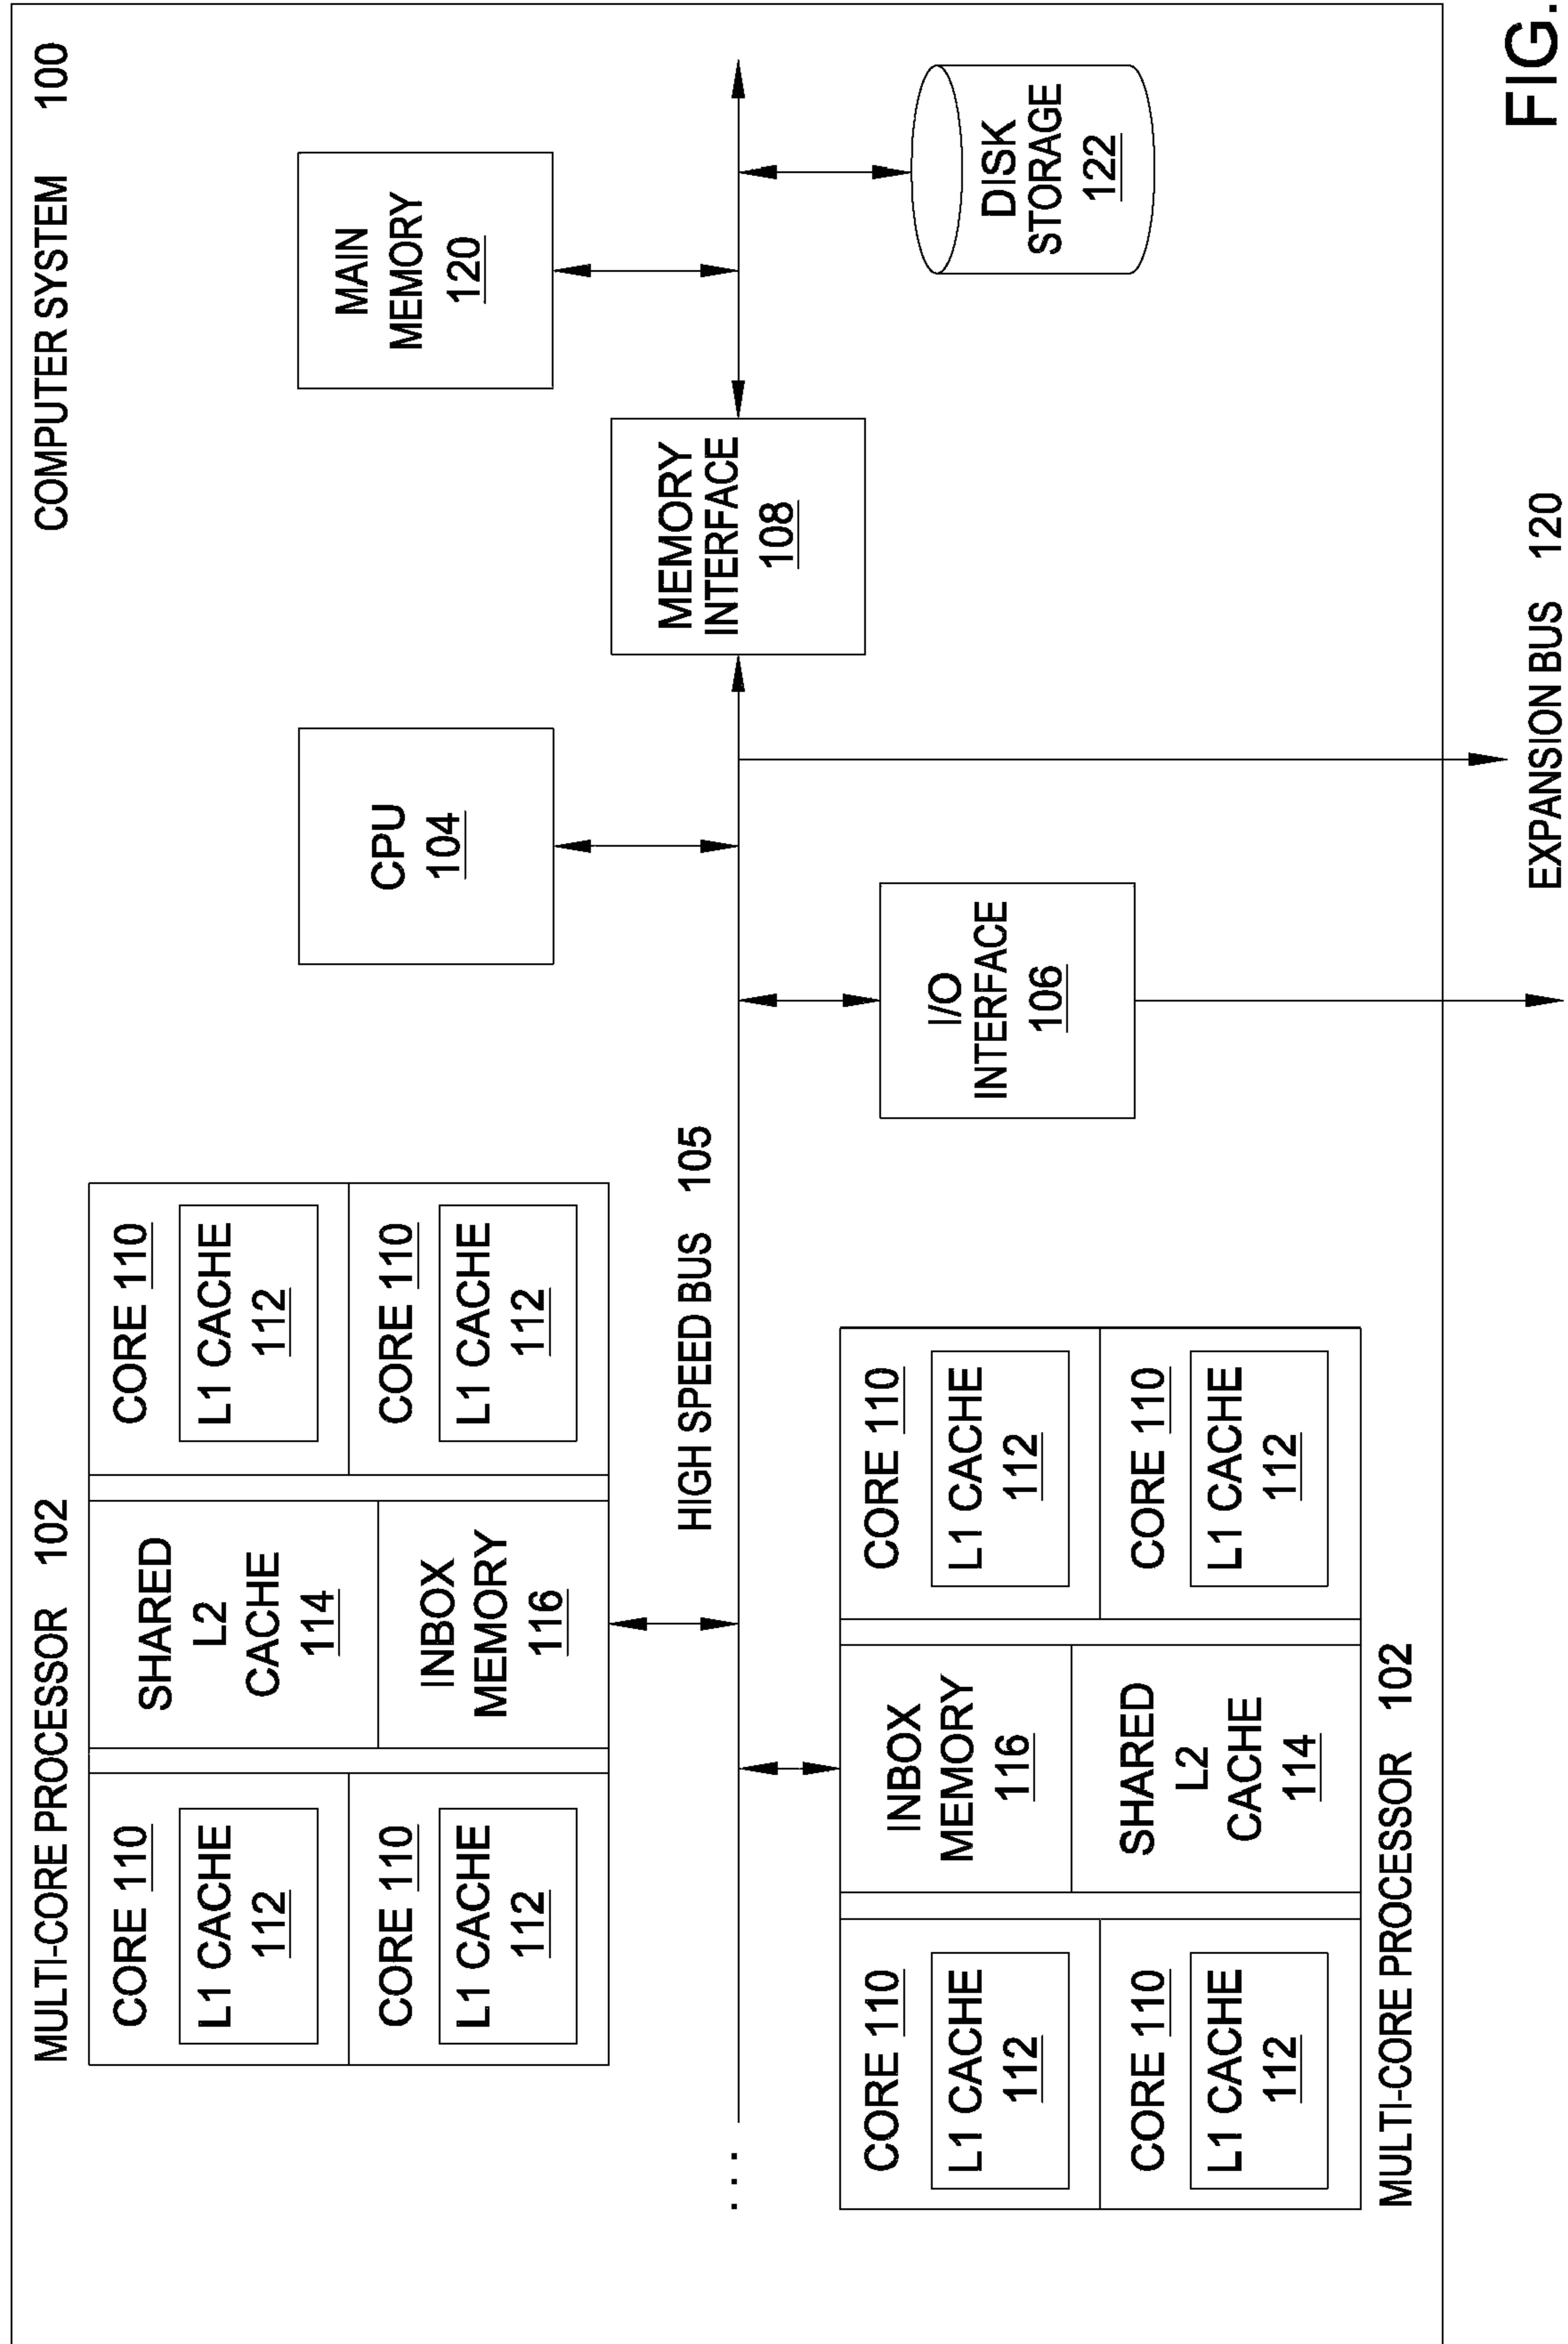 COMPUTER SYSTEM 100
MULTI-CORE PROCESSOR 102
CORE 110
L1 CACHE
112
CORE 110
L1 CACHE
112
SHARED
L2
CACHE
114
INBOX
MEMORY
116
CORE 110
L1 CACHE
112
CORE 110
L1 CACHE
112
CPU
104
MAIN
MEMORY
120
HIGH SPEED BUS 105
MEMORY
INTERFACE
108
. . .
CORE 110
L1 CACHE
112
CORE 110
L1 CACHE
112
INBOX
MEMORY
116
SHARED
L2
CACHE
114
CORE 110
L1 CACHE
112
CORE 110
L1 CACHE
112
MULTI-CORE PROCESSOR 102
I/O
INTERFACE
106
DISK
STORAGE
122
EXPANSION BUS 120
FIG.